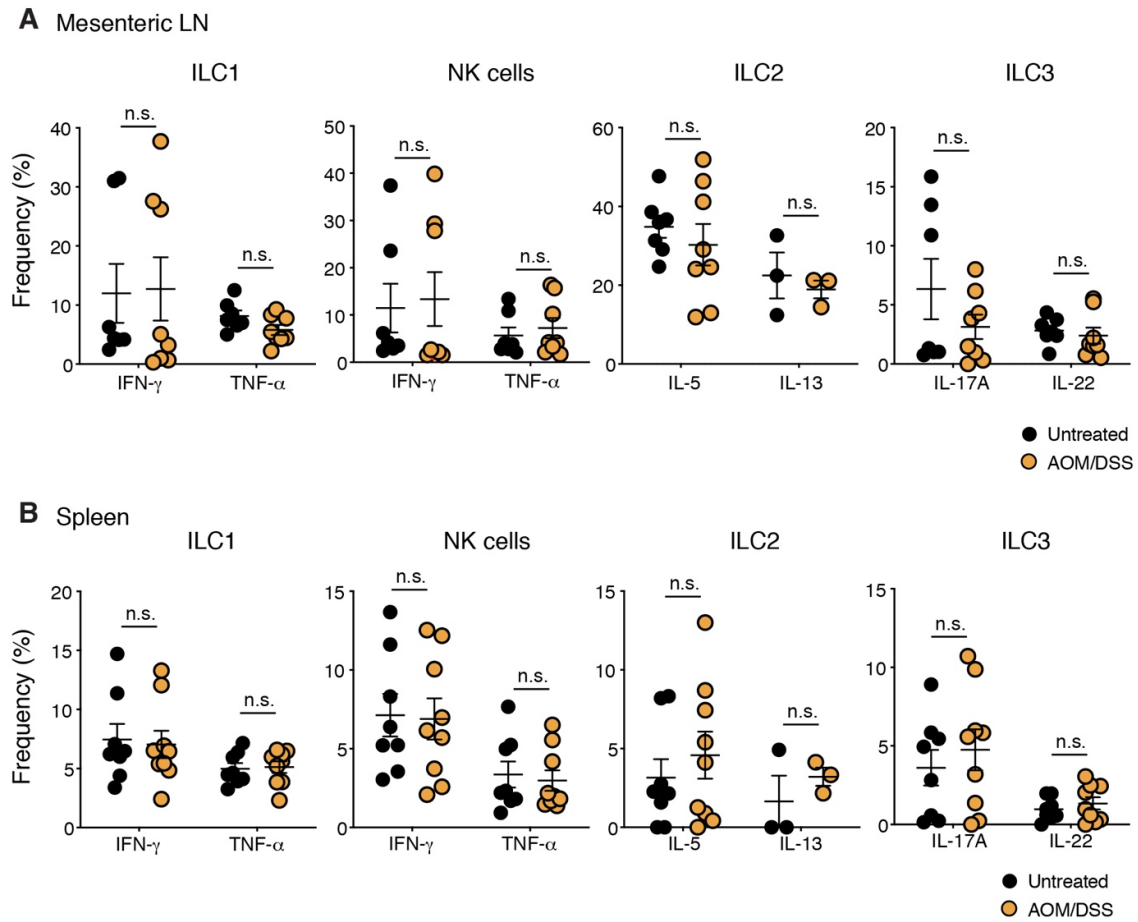 A Mesenteric LN
ILC1 NK cells ILC2 ILC3
Frequency (%)
40
30
20
10
0
n.s.
n.s.
IFN-γ TNF-α
50
40
30
20
10
0
n.s.
n.s.
IFN-γ TNF-α
60
40
20
0
n.s.
n.s.
IL-5 IL-13
20
15
10
5
0
n.s.
n.s.
IL-17A IL-22
Untreated
AOM/DSS
B Spleen
ILC1 NK cells ILC2 ILC3
Frequency (%)
20
15
10
5
0
n.s.
n.s.
IFN-γ TNF-α
15
10
5
0
n.s.
n.s.
IFN-γ TNF-α
15
10
5
0
n.s.
n.s.
IL-5 IL-13
15
10
5
0
n.s.
n.s.
IL-17A IL-22
Untreated
AOM/DSS